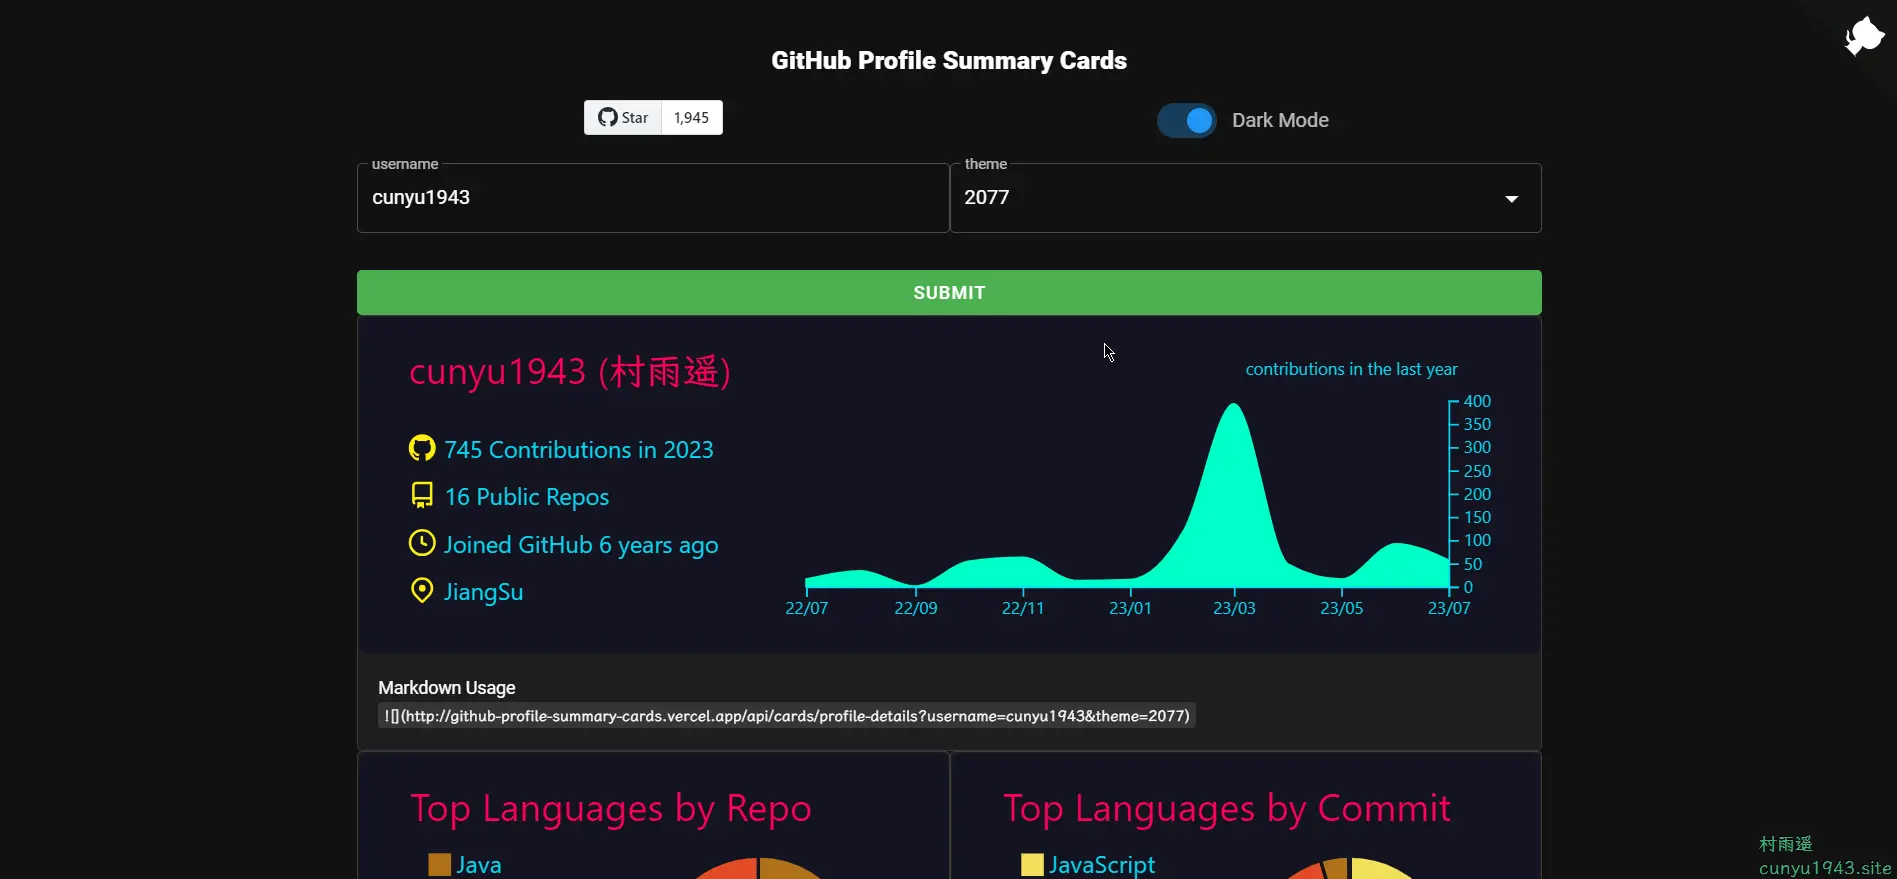 GitHub Profile Summary Cards
Star 1,945
Dark Mode
username
cunyu1943
theme
2077
SUBMIT
cunyu1943 (村雨遥)
745 Contributions in 2023
16 Public Repos
Joined GitHub 6 years ago
JiangSu
contributions in the last year
400
350
300
250
200
150
100
50
0
22/07 22/09 22/11 23/01 23/03 23/05 23/07
Markdown Usage
![](http://github-profile-summary-cards.vercel.app/api/cards/profile-details?username=cunyu1943&theme=2077)
Top Languages by Repo
Java
Top Languages by Commit
JavaScript
村雨遥
cunyu1943.site